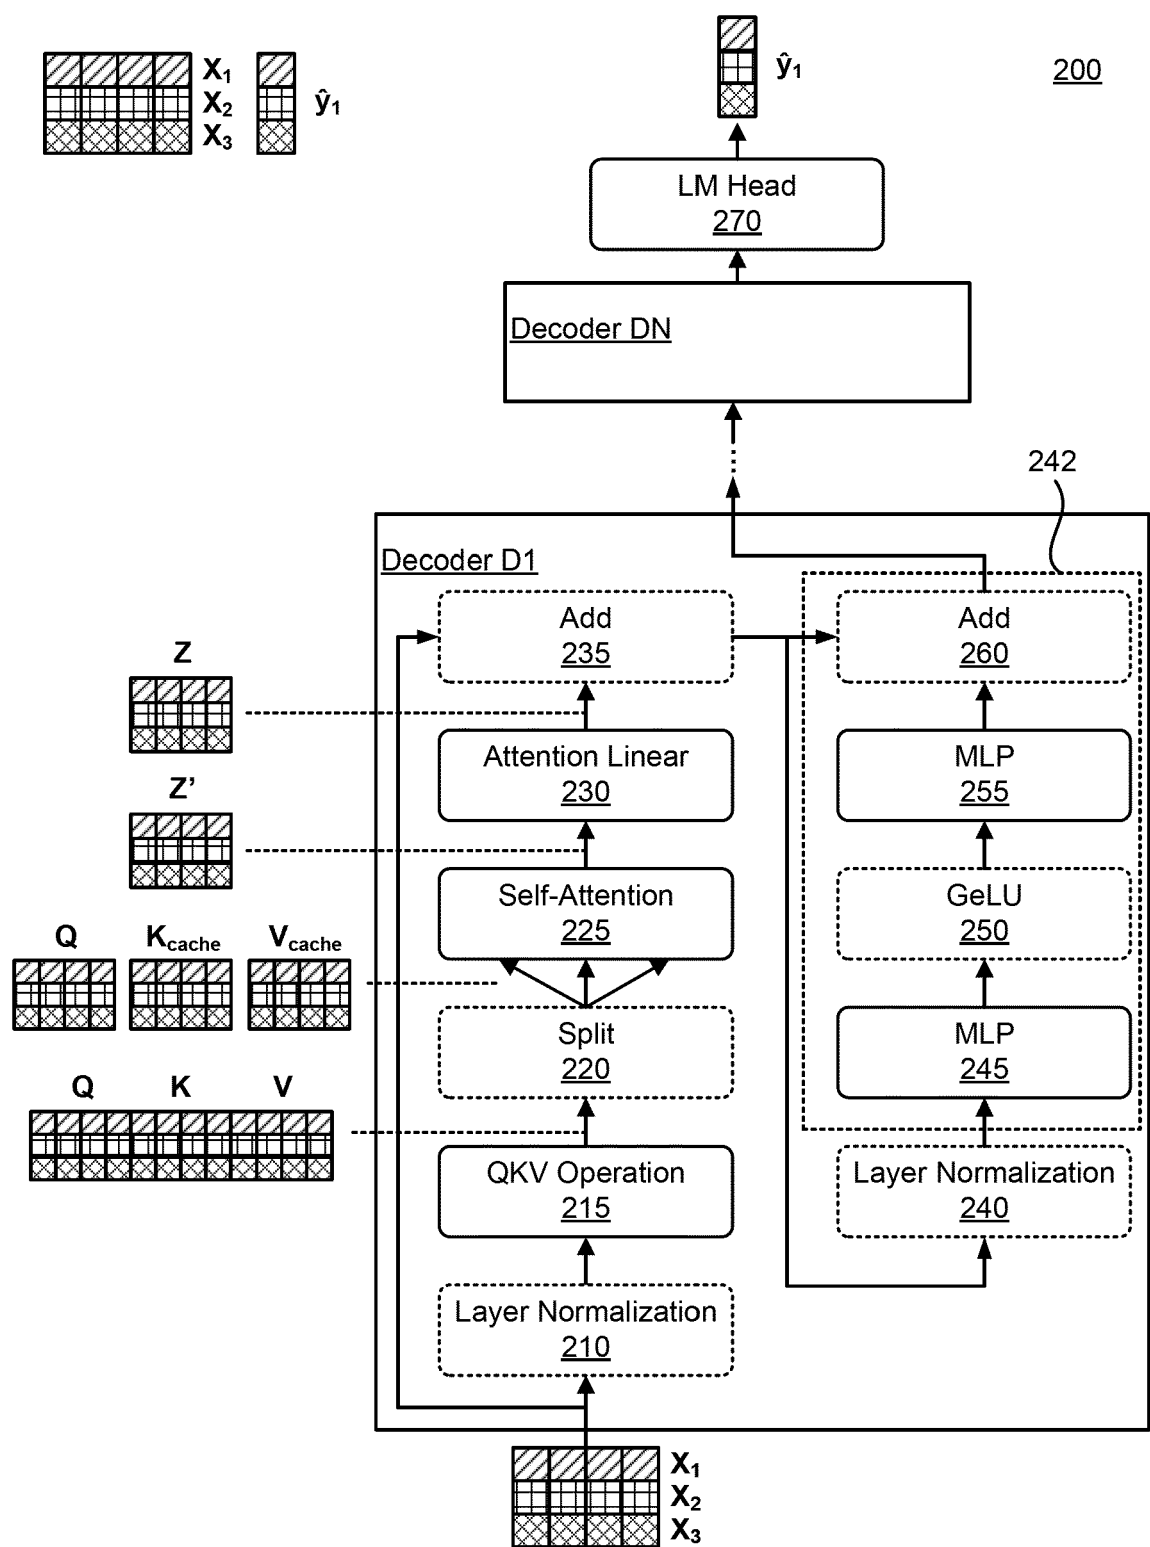 X₁
X₂
X₃
ŷ₁
ŷ₁
200
LM Head
270
Decoder DN
242
Decoder D1
Add
235
Add
260
Z
Attention Linear
230
MLP
255
Z’
Self-Attention
225
GeLU
250
Q
Kcache
Vcache
Split
220
MLP
245
Q K V
QKV Operation
215
Layer Normalization
240
Layer Normalization
210
X₁
X₂
X₃